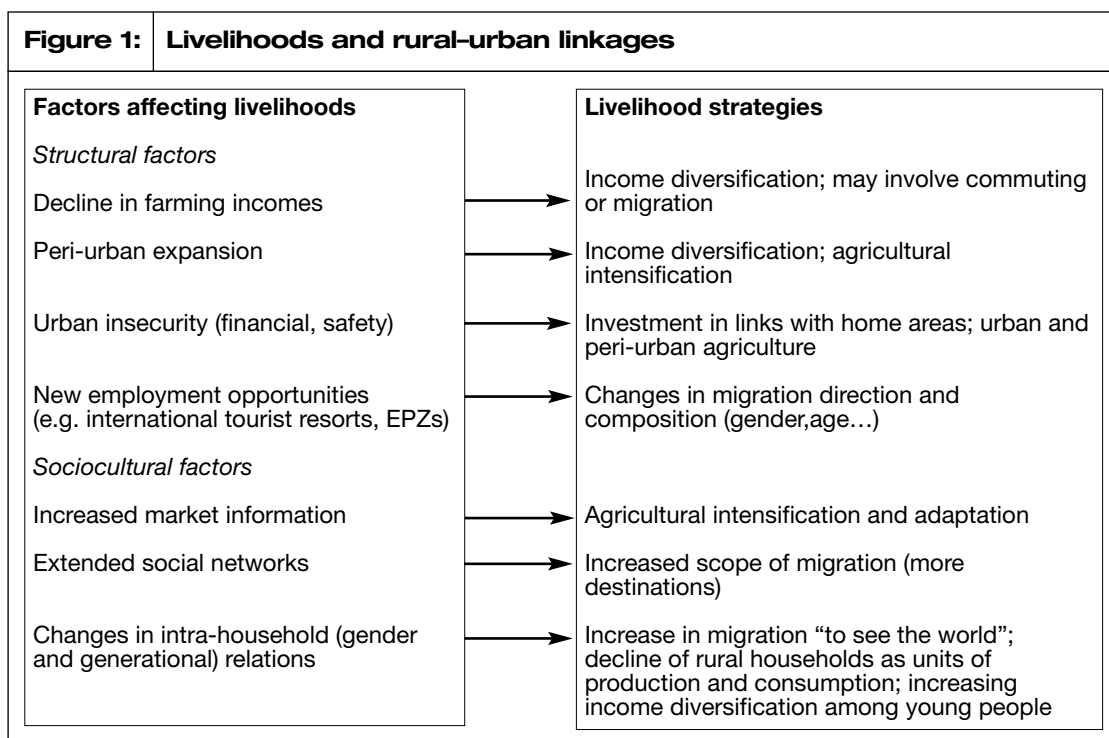 Figure 1: Livelihoods and rural–urban linkages
Factors affecting livelihoods
Structural factors
Decline in farming incomes
Peri-urban expansion
Urban insecurity (financial, safety)
New employment opportunities
(e.g. international tourist resorts, EPZs)
Sociocultural factors
Increased market information
Extended social networks
Changes in intra-household (gender
and generational) relations
Livelihood strategies
Income diversification; may involve commuting
or migration
Income diversification; agricultural
intensification
Investment in links with home areas; urban and
peri-urban agriculture
Changes in migration direction and
composition (gender,age…)
Agricultural intensification and adaptation
Increased scope of migration (more
destinations)
Increase in migration “to see the world”;
decline of rural households as units of
production and consumption; increasing
income diversification among young people